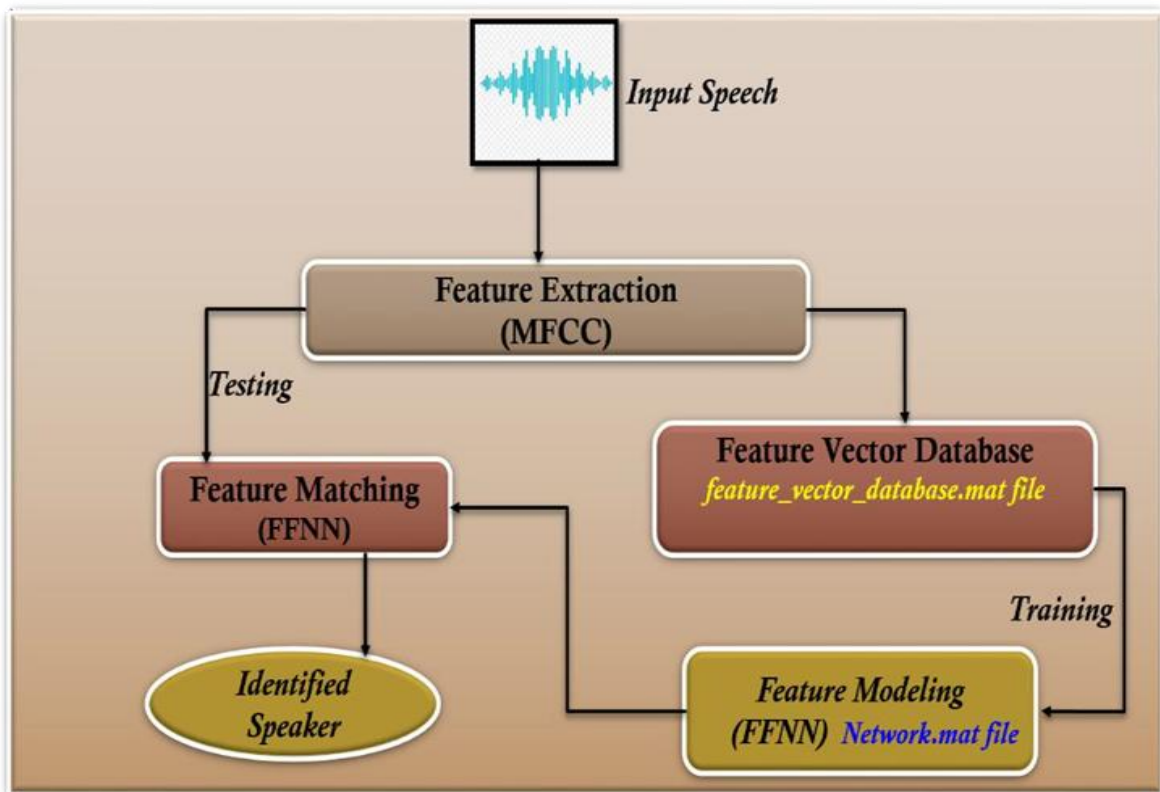 Input Speech
Feature Extraction
(MFCC)
Testing
Feature Vector Database
feature_vector_database.mat file
Feature Matching
(FFNN)
Training
Identified
Speaker
Feature Modeling
(FFNN) Network.mat file